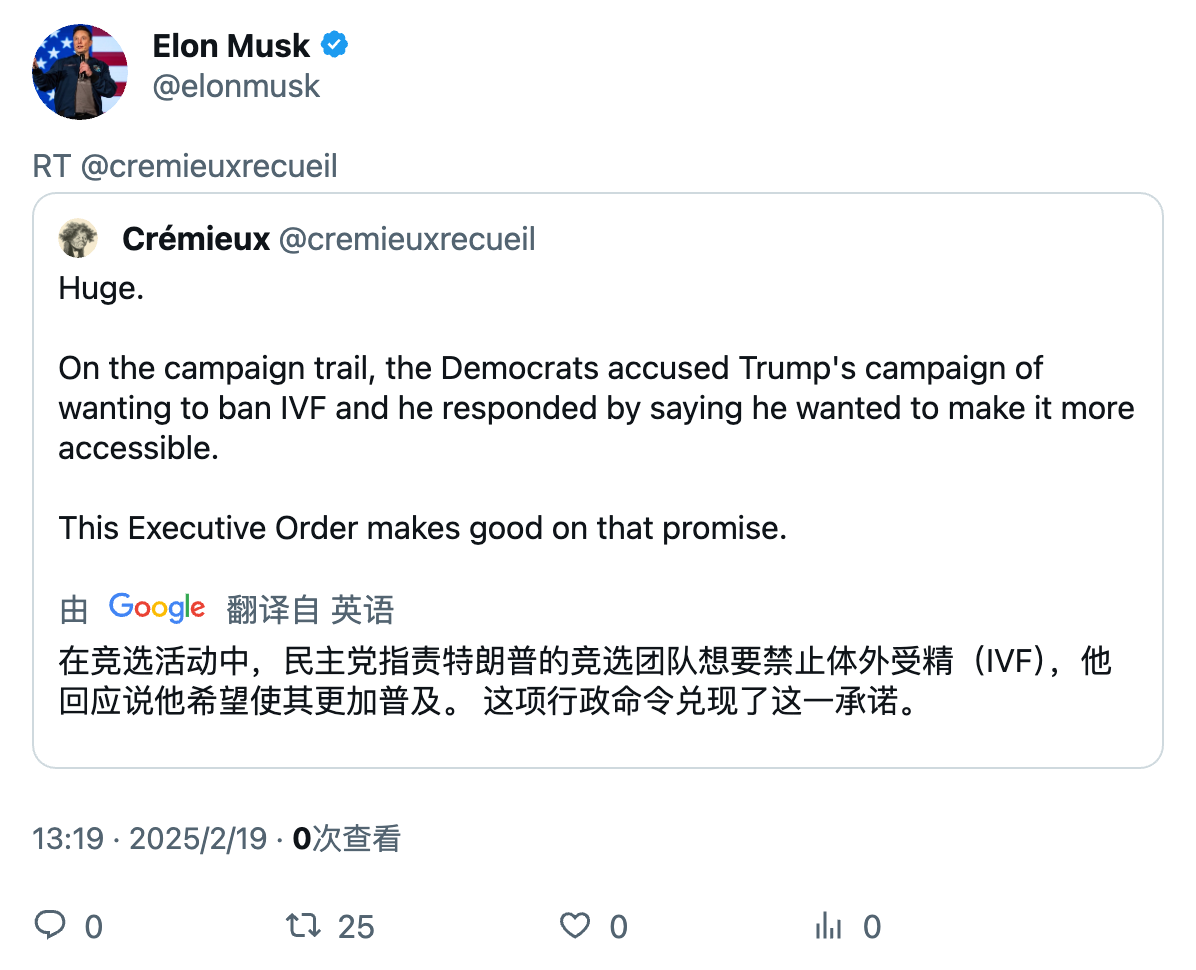 Elon Musk
@elonmusk
RT @cremieuxrecueil
Crémieux @cremieuxrecueil
Huge.
On the campaign trail, the Democrats accused Trump's campaign of
wanting to ban IVF and he responded by saying he wanted to make it more
accessible.
This Executive Order makes good on that promise.
由 Google 翻译自 英语
在竞选活动中，民主党指责特朗普的竞选团队想要禁止体外受精（IVF），他
回应说他希望使其更加普及。 这项行政命令兑现了这一承诺。
13:19 · 2025/2/19 · 0次查看
0 25 0 0